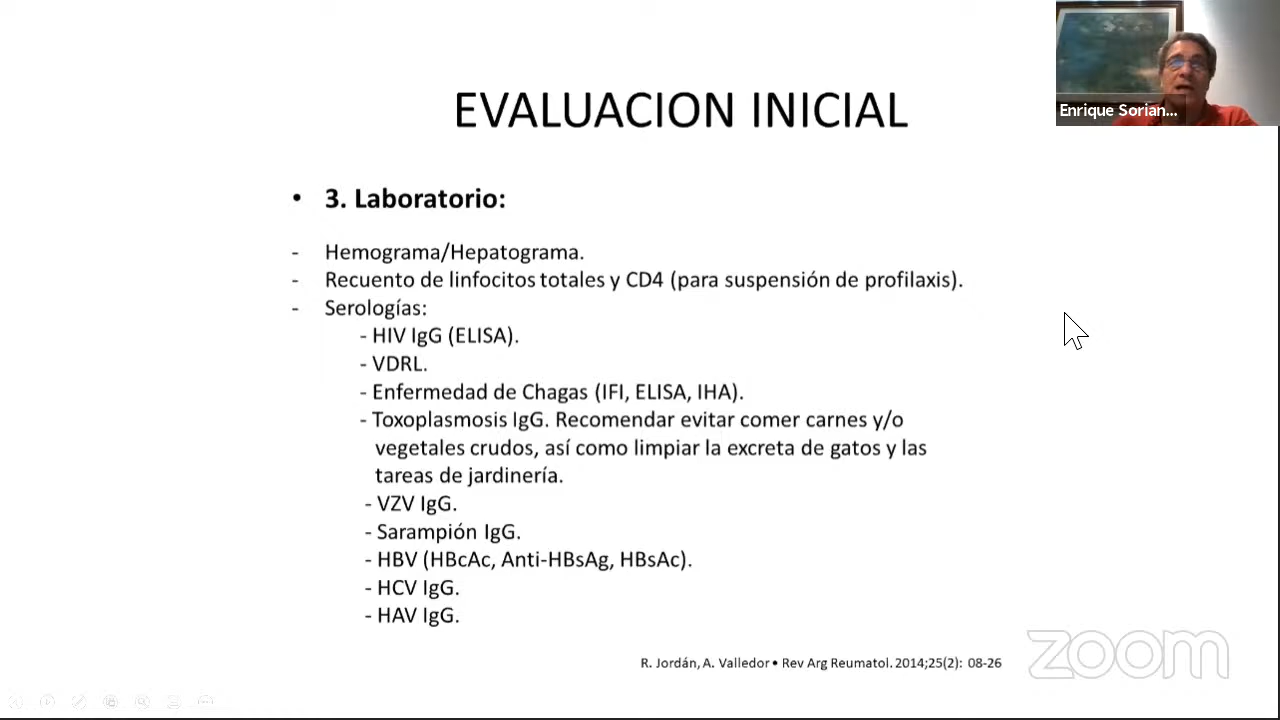 EVALUACION INICIAL
Enrique Sorian...
• 3. Laboratorio:
- Hemograma/Hepatograma.
- Recuento de linfocitos totales y CD4 (para suspensión de profilaxis).
- Serologías:
- HIV IgG (ELISA).
- VDRL.
- Enfermedad de Chagas (IFI, ELISA, IHA).
- Toxoplasmosis IgG. Recomendar evitar comer carnes y/o
vegetales crudos, así como limpiar la excreta de gatos y las
tareas de jardinería.
- VZV IgG.
- Sarampión IgG.
- HBV (HBcAc, Anti-HBsAg, HBsAc).
- HCV IgG.
- HAV IgG.
R. Jordán, A. Valledor • Rev Arg Reumatol. 2014;25(2): 08-26
zoom